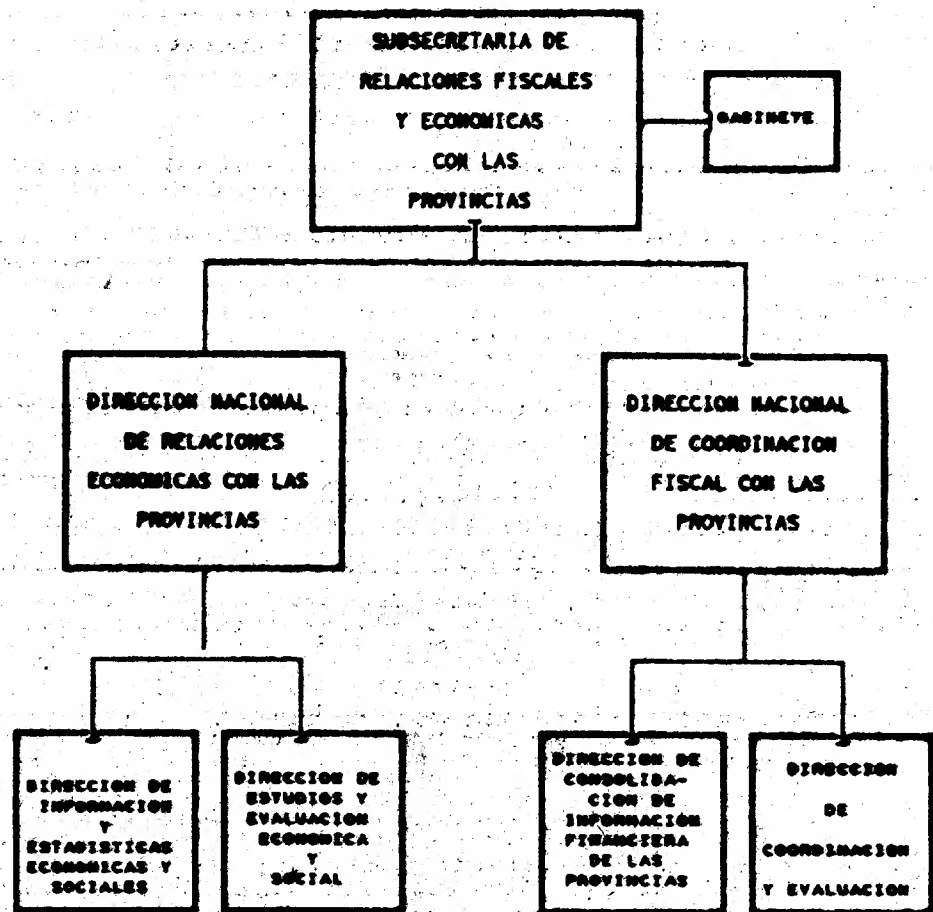 SUBSECRETARIA DE
RELACIONES FISCALES
Y ECONOMICAS
CON LAS
PROVINCIAS
GABINETE
DIRECCION NACIONAL
DE RELACIONES
ECONOMICAS CON LAS
PROVINCIAS
DIRECCION NACIONAL
DE COORDINACION
FISCAL CON LAS
PROVINCIAS
DIRECCION DE
INFORMACION
Y
ESTADISTICAS
ECONOMICAS Y
SOCIALES
DIRECCION DE
ESTUDIOS Y
EVALUACION
ECONOMICA
Y
SOCIAL
DIRECCION DE
CONSOLIDA-
CION DE
INFORMACION
FINANCIERA
DE LAS
PROVINCIAS
DIRECCION
DE
COORDINACION
Y EVALUACION